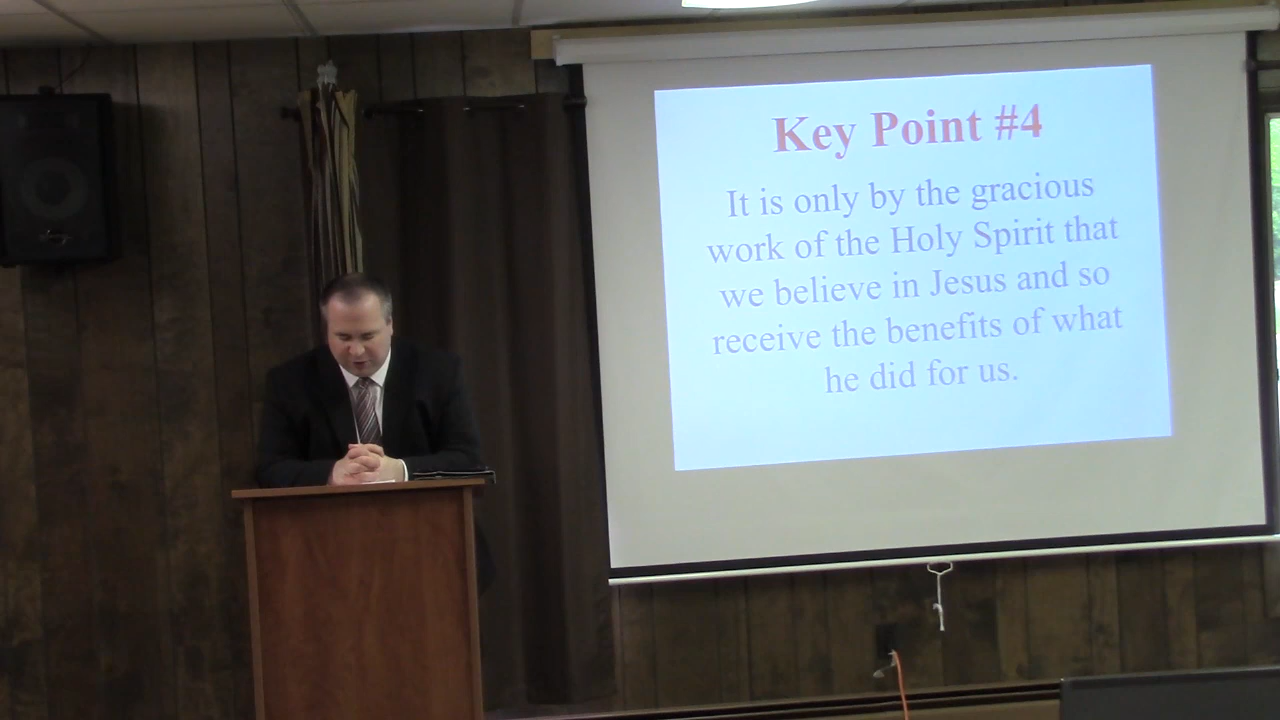 Key Point #4
It is only by the gracious
work of the Holy Spirit that
we believe in Jesus and so
receive the benefits of what
he did for us.